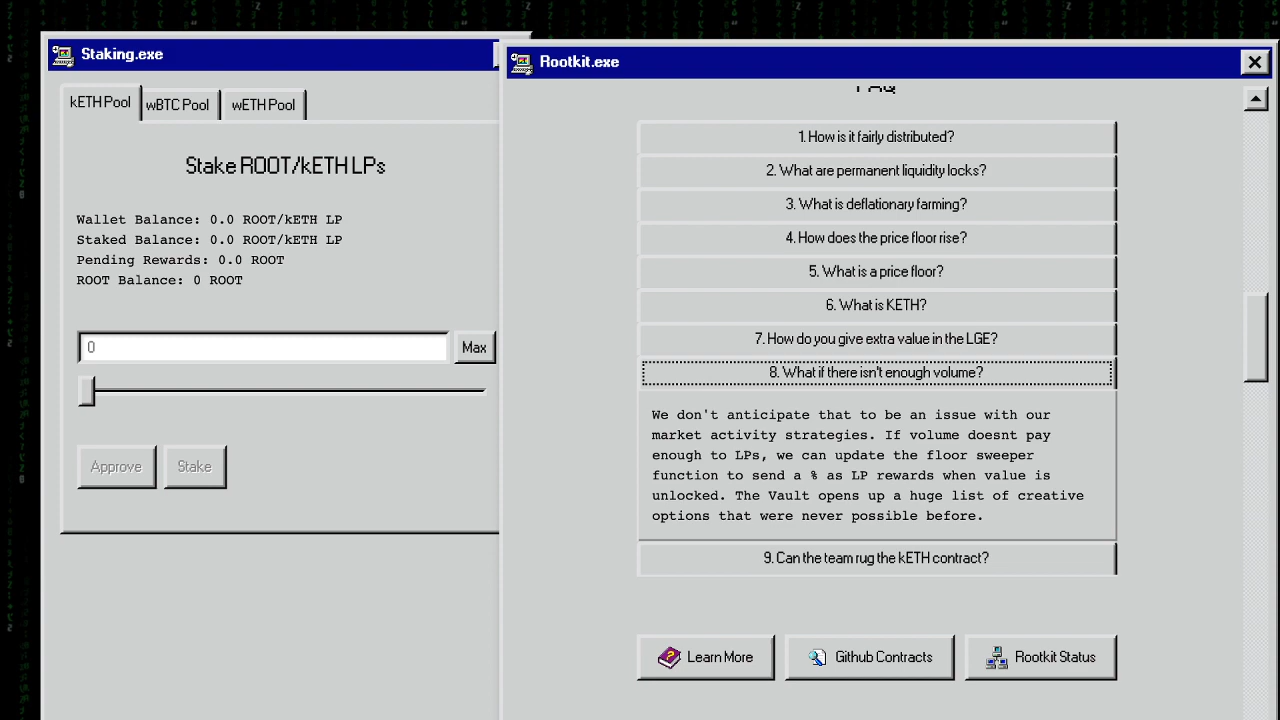 Staking.exe
kETH Pool
wBTC Pool
wETH Pool
Stake ROOT/kETH LPs
Wallet Balance: 0.0 ROOT/kETH LP
Staked Balance: 0.0 ROOT/kETH LP
Pending Rewards: 0.0 ROOT
ROOT Balance: 0 ROOT
0
Max
Approve
Stake
Rootkit.exe
FAQ
1. How is it fairly distributed?
2. What are permanent liquidity locks?
3. What is deflationary farming?
4. How does the price floor rise?
5. What is a price floor?
6. What is KETH?
7. How do you give extra value in the LGE?
8. What if there isn't enough volume?
We don't anticipate that to be an issue with our
market activity strategies. If volume doesnt pay
enough to LPs, we can update the floor sweeper
function to send a % as LP rewards when value is
unlocked. The Vault opens up a huge list of creative
options that were never possible before.
9. Can the team rug the kETH contract?
Learn More
Github Contracts
Rootkit Status